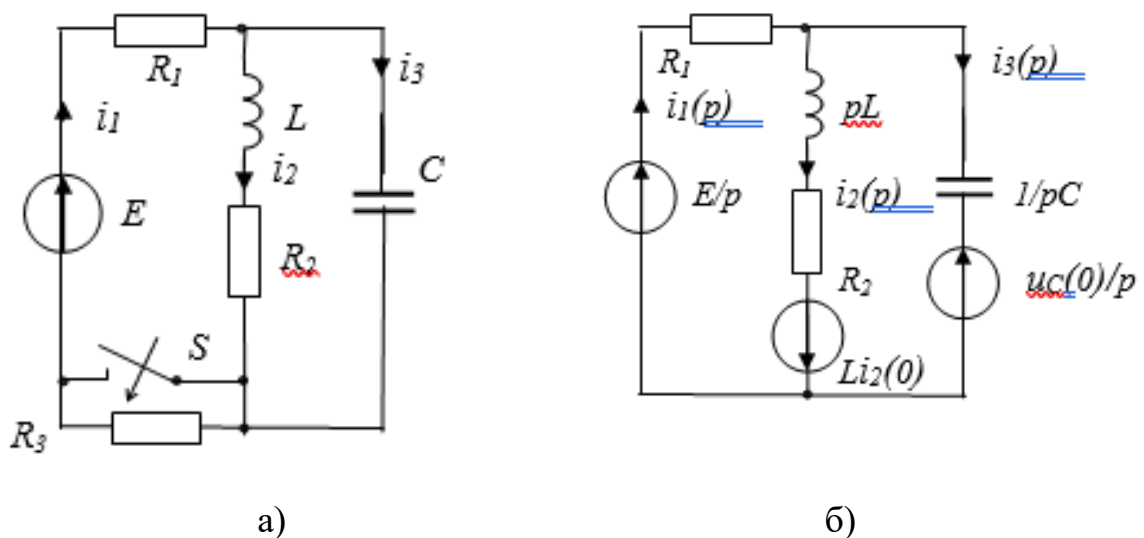 R1
i1
L
i2
i3
C
E
R2
S
R3
а)
R1
i1(p)
pL
i3(p)
E/p
i2(p)
1/pC
R2
uC(0)/p
Li2(0)
б)